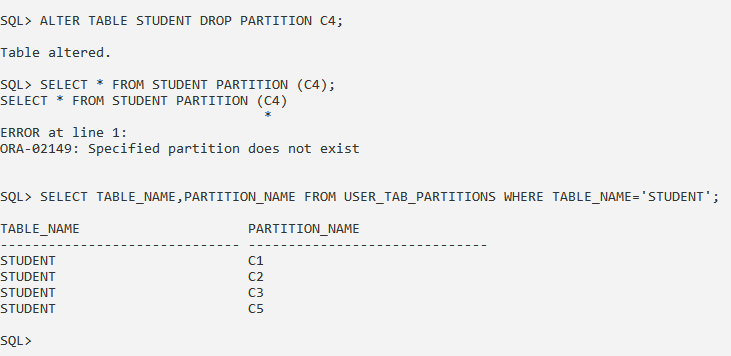 SQL> ALTER TABLE STUDENT DROP PARTITION C4;
Table altered.
SQL> SELECT * FROM STUDENT PARTITION (C4);
SELECT * FROM STUDENT PARTITION (C4)
*
ERROR at line 1:
ORA-02149: Specified partition does not exist
SQL> SELECT TABLE_NAME,PARTITION_NAME FROM USER_TAB_PARTITIONS WHERE TABLE_NAME='STUDENT';
TABLE_NAME                     PARTITION_NAME
------------------------------ ------------------------------
STUDENT                        C1
STUDENT                        C2
STUDENT                        C3
STUDENT                        C5
SQL>